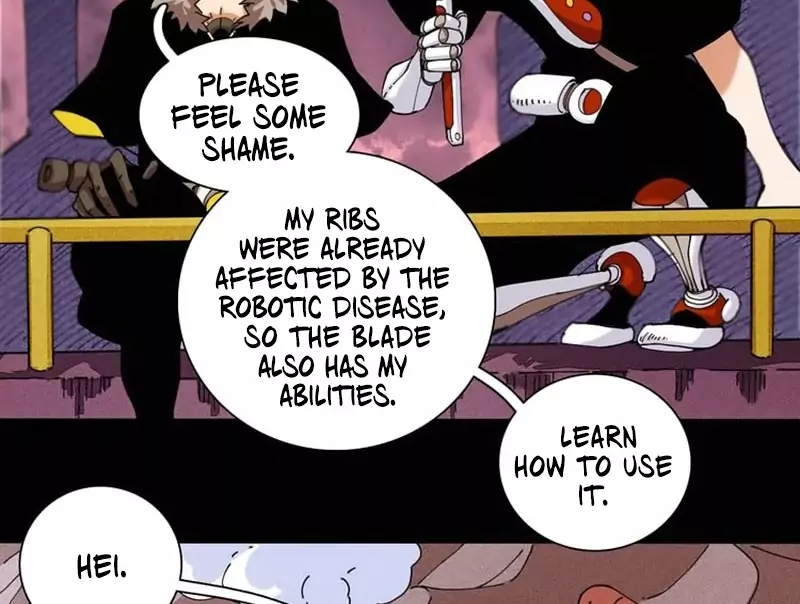 PLEASE
FEEL SOME
SHAME.
MY RIBS
WERE ALREADY
AFFECTED BY THE
ROBOTIC DISEASE,
SO THE BLADE
ALSO HAS MY
ABILITIES.
LEARN
HOW TO USE
IT.
HEI.